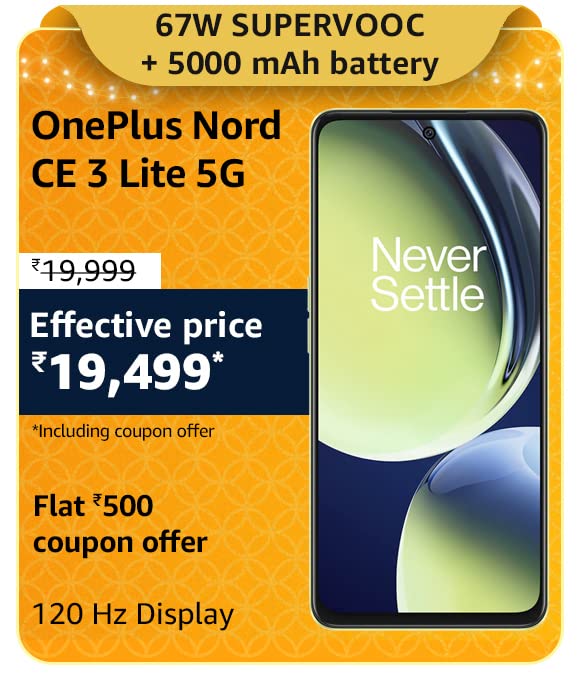 67W SUPERVOOC
+ 5000 mAh battery
OnePlus Nord
CE 3 Lite 5G
₹19,999
Effective price
₹19,499*
*Including coupon offer
Flat ₹500
coupon offer
120 Hz Display
Never
Settle